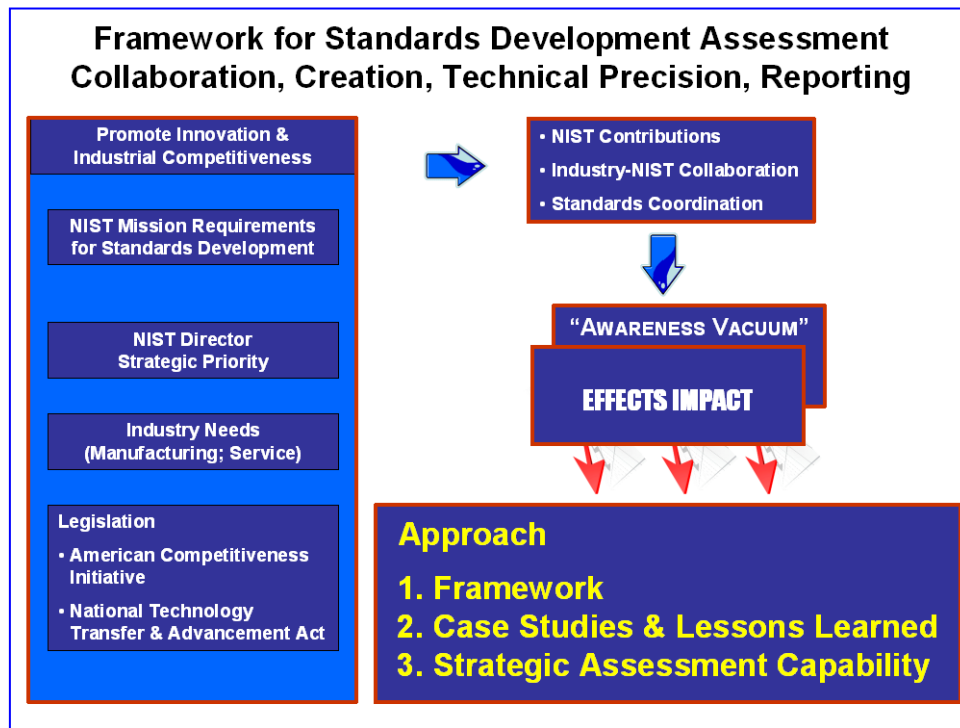 Framework for Standards Development Assessment
Collaboration, Creation, Technical Precision, Reporting
Promote Innovation &
Industrial Competitiveness
NIST Mission Requirements
for Standards Development
NIST Director
Strategic Priority
Industry Needs
(Manufacturing; Service)
Legislation
• American Competitiveness
Initiative
• National Technology
Transfer & Advancement Act
• NIST Contributions
• Industry-NIST Collaboration
• Standards Coordination
“AWARENESS VACUUM”
EFFECTS IMPACT
Approach
1. Framework
2. Case Studies & Lessons Learned
3. Strategic Assessment Capability